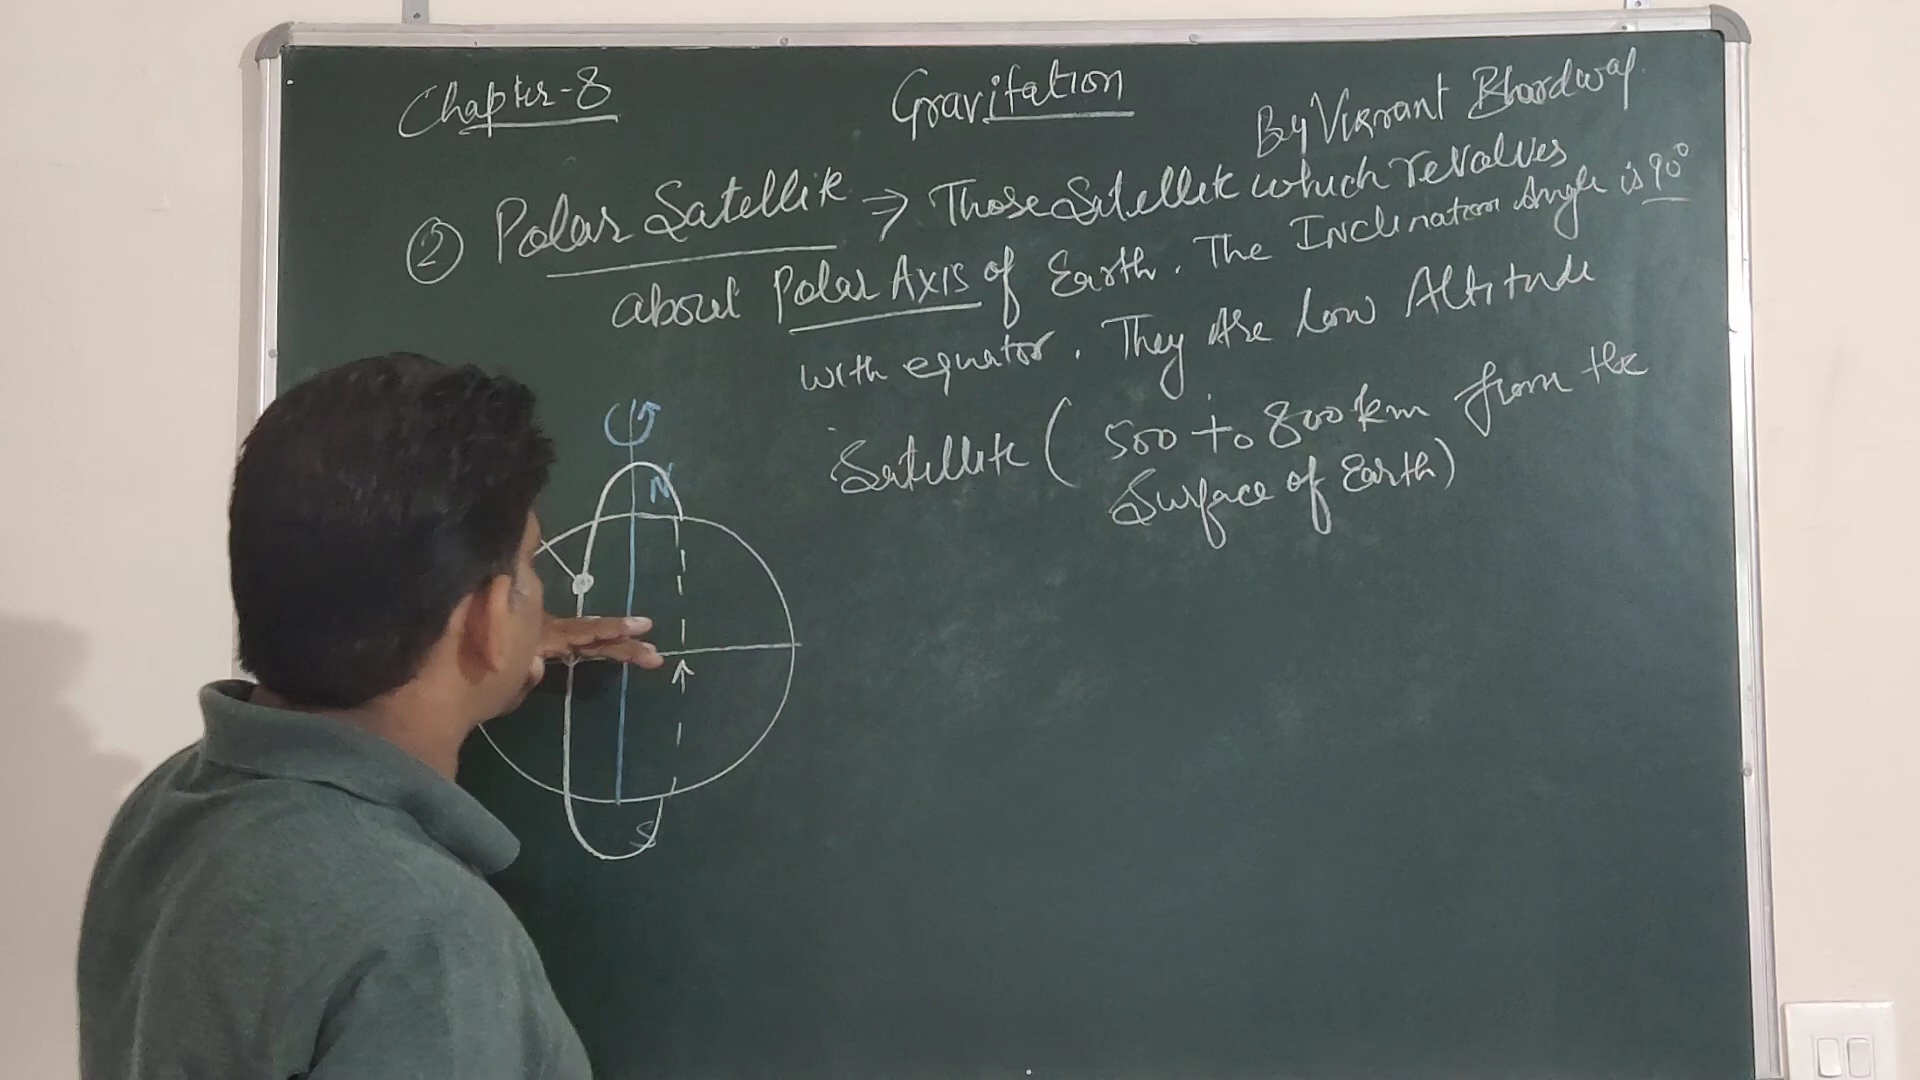 Chapter-8
Gravitation
By Vikrant Bhardwaj
② Polar Satellite → Those Satellite which revolves
about Polar Axis of Earth. The Inclination Angle is 90°
with equator. They Are low Altitude
Satellite ( 500 to 800 km from the
Surface of Earth)
N
S